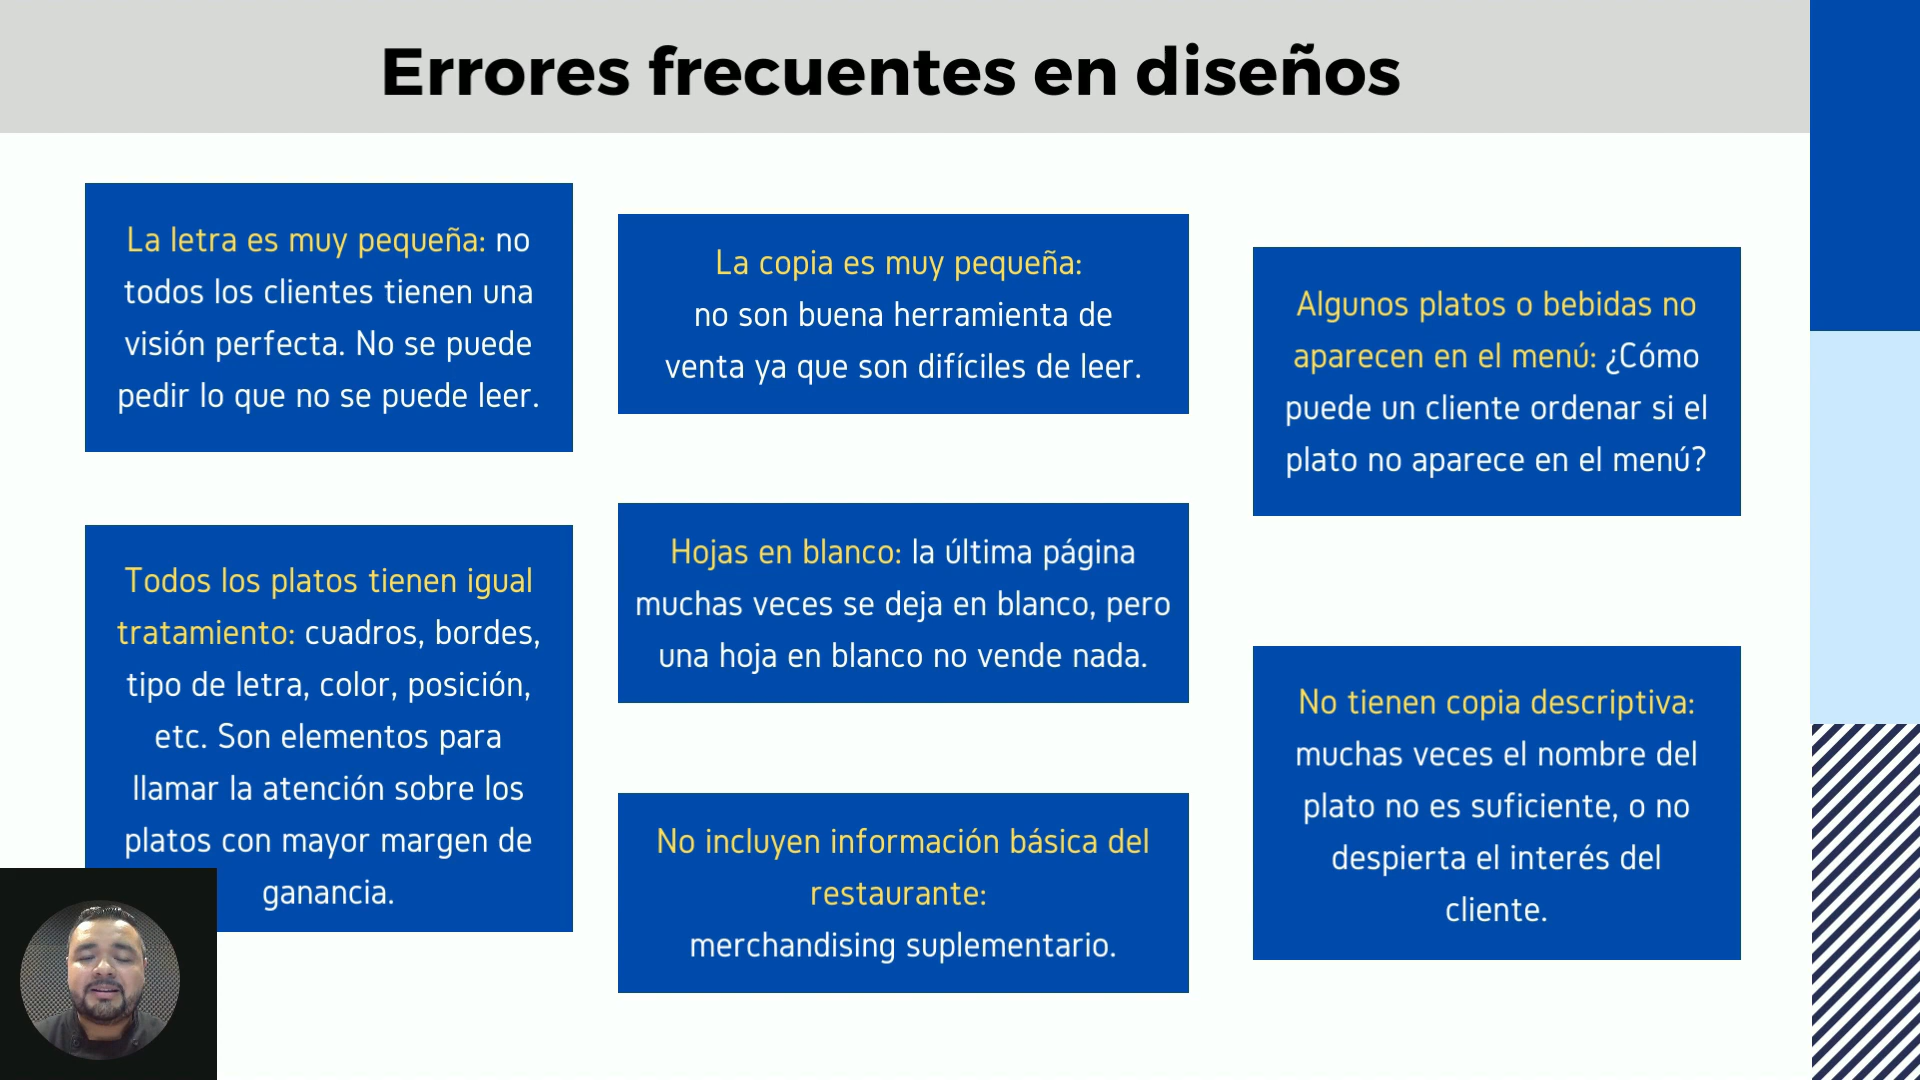 Errores frecuentes en diseños
La letra es muy pequeña: no
todos los clientes tienen una
visión perfecta. No se puede
pedir lo que no se puede leer.
Todos los platos tienen igual
tratamiento: cuadros, bordes,
tipo de letra, color, posición,
etc. Son elementos para
llamar la atención sobre los
platos con mayor margen de
ganancia.
La copia es muy pequeña:
no son buena herramienta de
venta ya que son difíciles de leer.
Hojas en blanco: la última página
muchas veces se deja en blanco, pero
una hoja en blanco no vende nada.
No incluyen información básica del
restaurante:
merchandising suplementario.
Algunos platos o bebidas no
aparecen en el menú: ¿Cómo
puede un cliente ordenar si el
plato no aparece en el menú?
No tienen copia descriptiva:
muchas veces el nombre del
plato no es suficiente, o no
despierta el interés del
cliente.